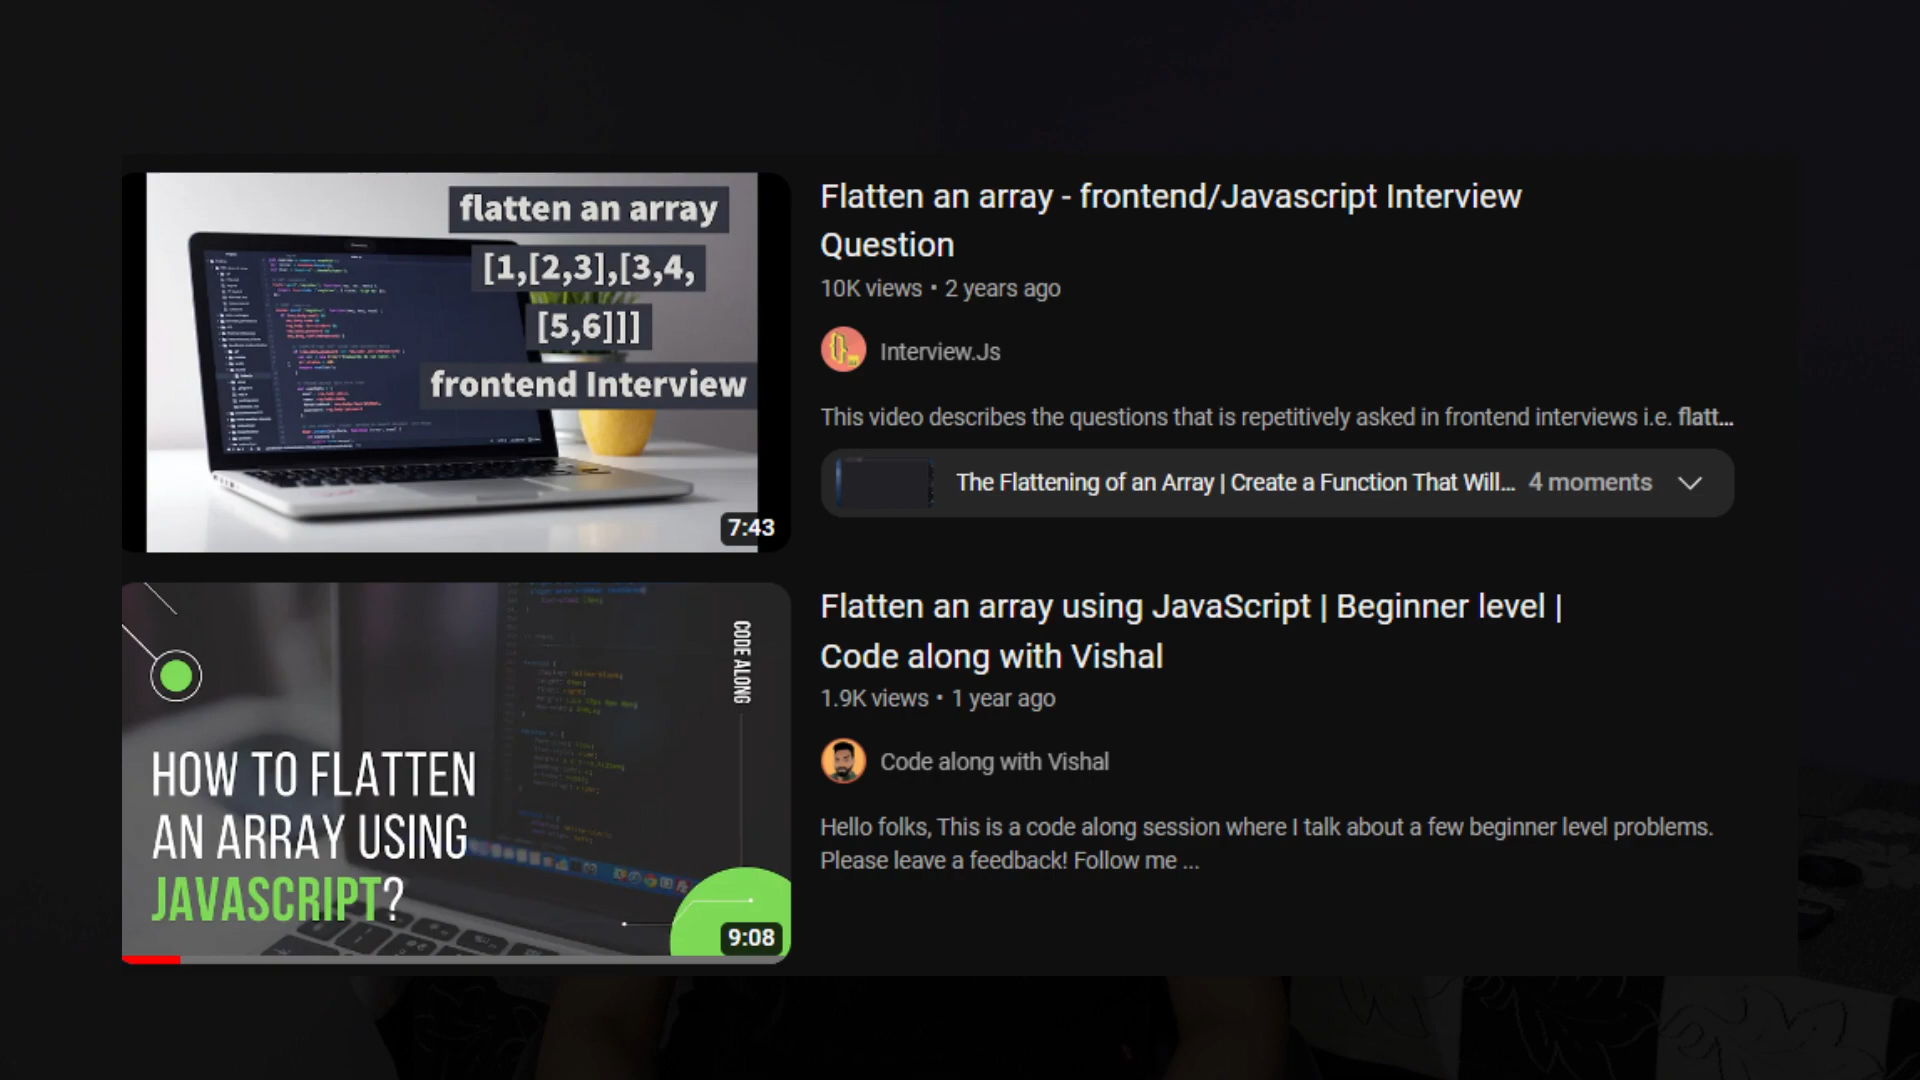 flatten an array
[1,[2,3],[3,4,
[5,6]]]
frontend Interview
7:43
Flatten an array - frontend/Javascript Interview
Question
10K views • 2 years ago
Interview.Js
This video describes the questions that is repetitively asked in frontend interviews i.e. flatt...
The Flattening of an Array | Create a Function That Will... 4 moments
CODE ALONG
HOW TO FLATTEN
AN ARRAY USING
JAVASCRIPT?
9:08
Flatten an array using JavaScript | Beginner level |
Code along with Vishal
1.9K views • 1 year ago
Code along with Vishal
Hello folks, This is a code along session where I talk about a few beginner level problems.
Please leave a feedback! Follow me ...